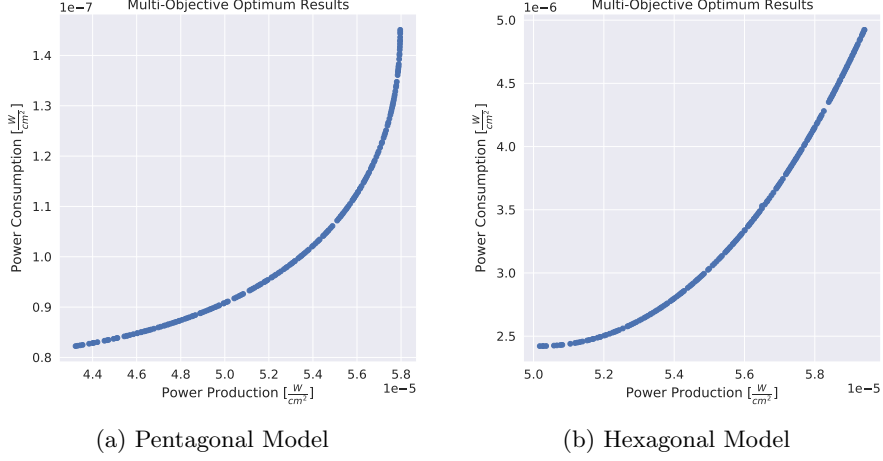 Multi-Objective Optimum Results
1e−7
1.4
1.3
1.2
1.1
1.0
0.9
0.8
Power Consumption [W/cm²]
4.4 4.6 4.8 5.0 5.2 5.4 5.6 5.8
Power Production [W/cm²]
1e−5
(a) Pentagonal Model
Multi-Objective Optimum Results
1e−6
5.0
4.5
4.0
3.5
3.0
2.5
Power Consumption [W/cm²]
5.0 5.2 5.4 5.6 5.8
Power Production [W/cm²]
1e−5
(b) Hexagonal Model